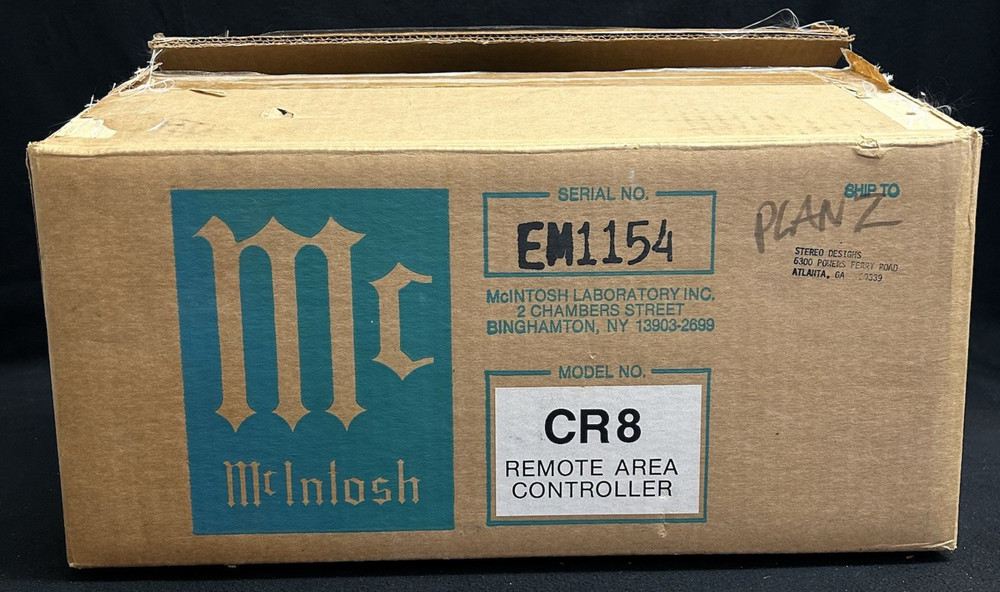 Mc
McIntosh
SERIAL NO.
EM1154
McINTOSH LABORATORY INC.
2 CHAMBERS STREET
BINGHAMTON, NY 13903-2699
MODEL NO.
CR8
REMOTE AREA
CONTROLLER
SHIP TO
PLAN Z
STEREO DESIGNS
6300 POWERS FERRY ROAD
ATLANTA, GA